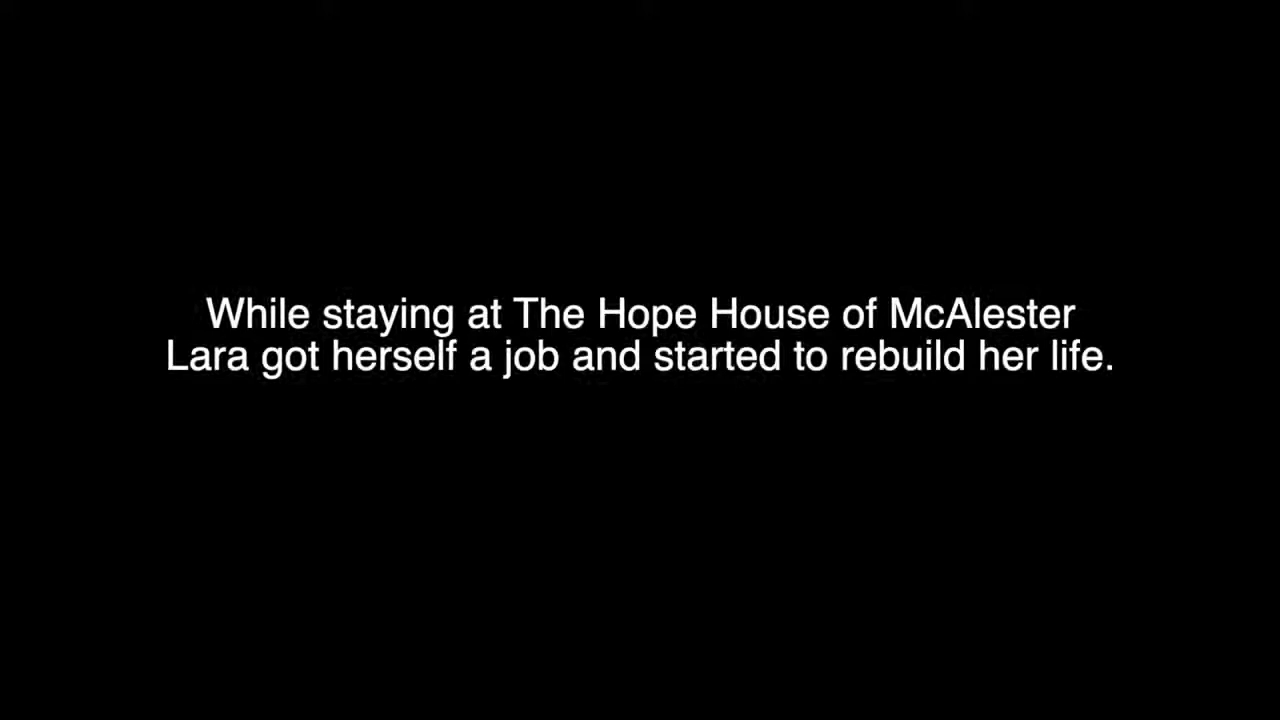 While staying at The Hope House of McAlester
Lara got herself a job and started to rebuild her life.